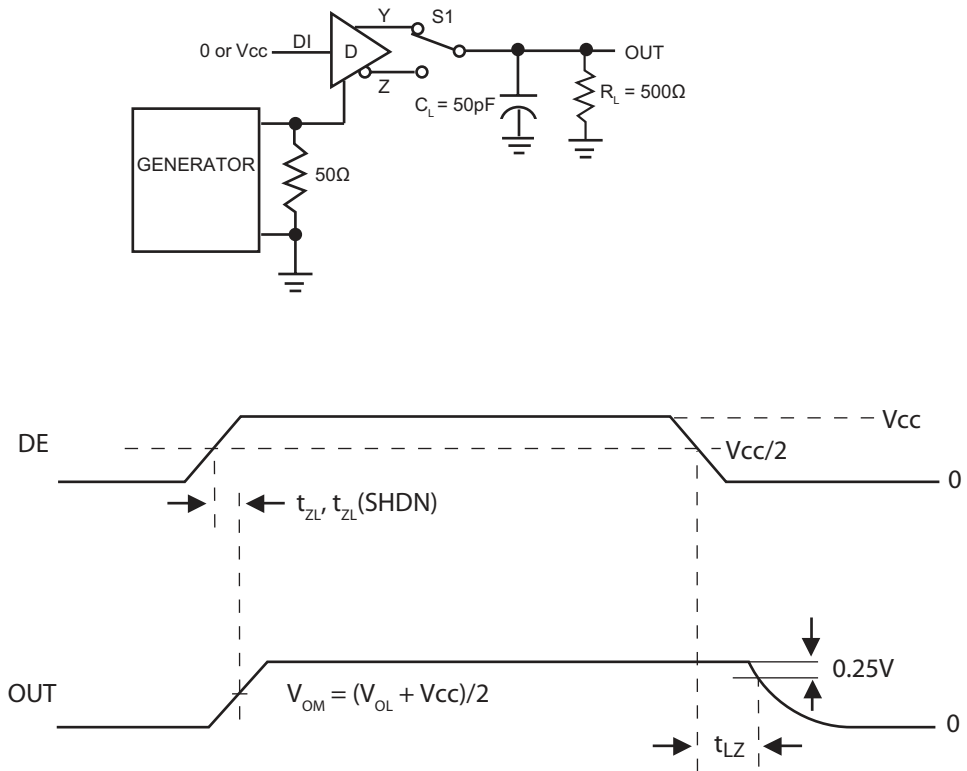 Y
S1
0 or Vcc
DI
D
OUT
Z
C_L = 50pF
R_L = 500Ω
GENERATOR
50Ω
Vcc
DE
Vcc/2
0
t_ZL, t_ZL(SHDN)
0.25V
OUT
V_OM = (V_OL + Vcc)/2
0
t_LZ